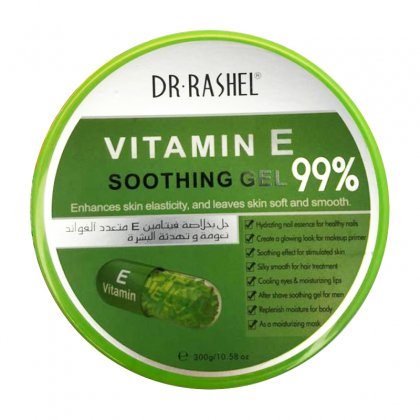 DR·RASHEL®
VITAMIN E
SOOTHING GEL 99%
Enhances skin elasticity, and leaves skin soft and smooth.
جل بخلاصة فيتامين E متعدد الفوائد
نعومة و تهدئة البشرة
Hydrating nail essence for healthy nails
Create a glowing look for makeup primer
Soothing effect for stimulated skin
Silky smooth for hair treatment
Cooling eyes & moisturizing lips
After shave soothing gel for men
Replenish moisture for body
As a moisturizing mask
E
Vitamin
℮ 300g/10.58 oz